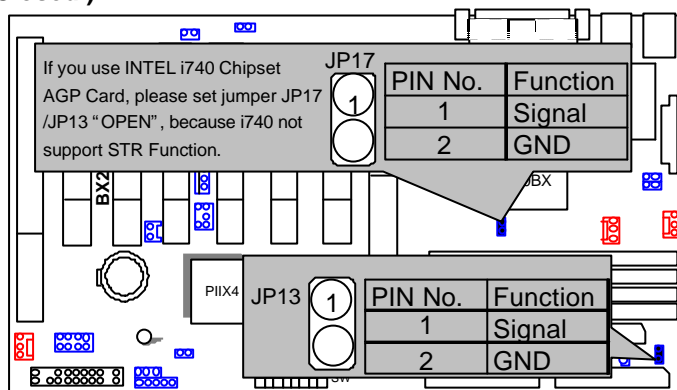 If you use INTEL i740 Chipset
AGP Card, please set jumper JP17
/JP13 “OPEN”, because i740 not
support STR Function.
JP17
1
PIN No. Function
1 Signal
2 GND
BX2
BX
PIIX4
JP13
1
PIN No. Function
1 Signal
2 GND
SW